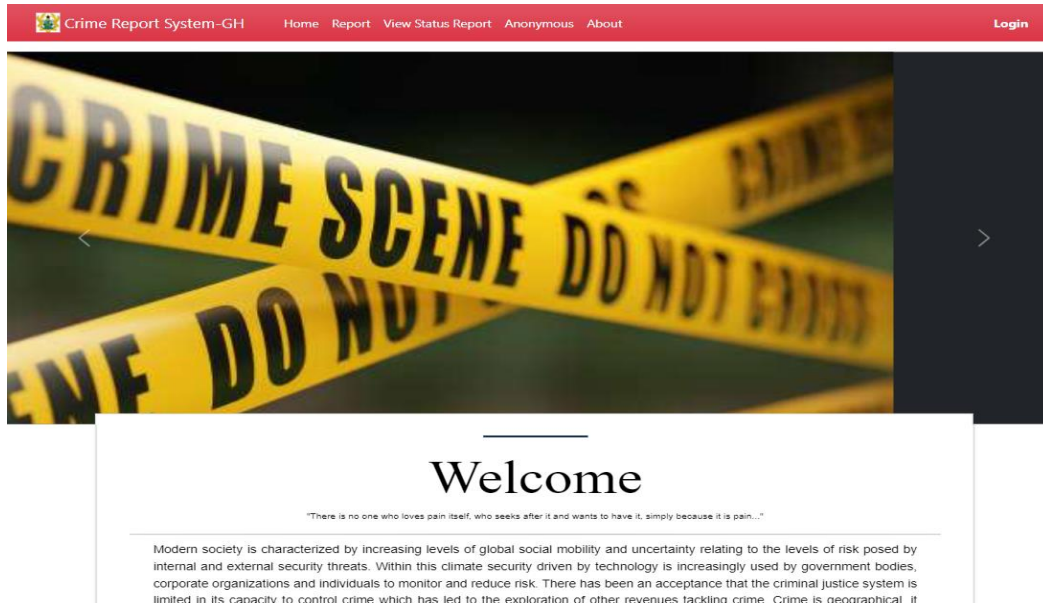 Crime Report System-GH Home Report View Status Report Anonymous About Login
CRIME SCENE DO NOT CROSS
CRIME
ENE DO NOT
Welcome
"There is no one who loves pain itself, who seeks after it and wants to have it, simply because it is pain..."
Modern society is characterized by increasing levels of global social mobility and uncertainty relating to the levels of risk posed by
internal and external security threats. Within this climate security driven by technology is increasingly used by government bodies,
corporate organizations and individuals to monitor and reduce risk. There has been an acceptance that the criminal justice system is
limited in its capacity to control crime which has led to the exploration of other revenues tackling crime. Crime is geographical, it